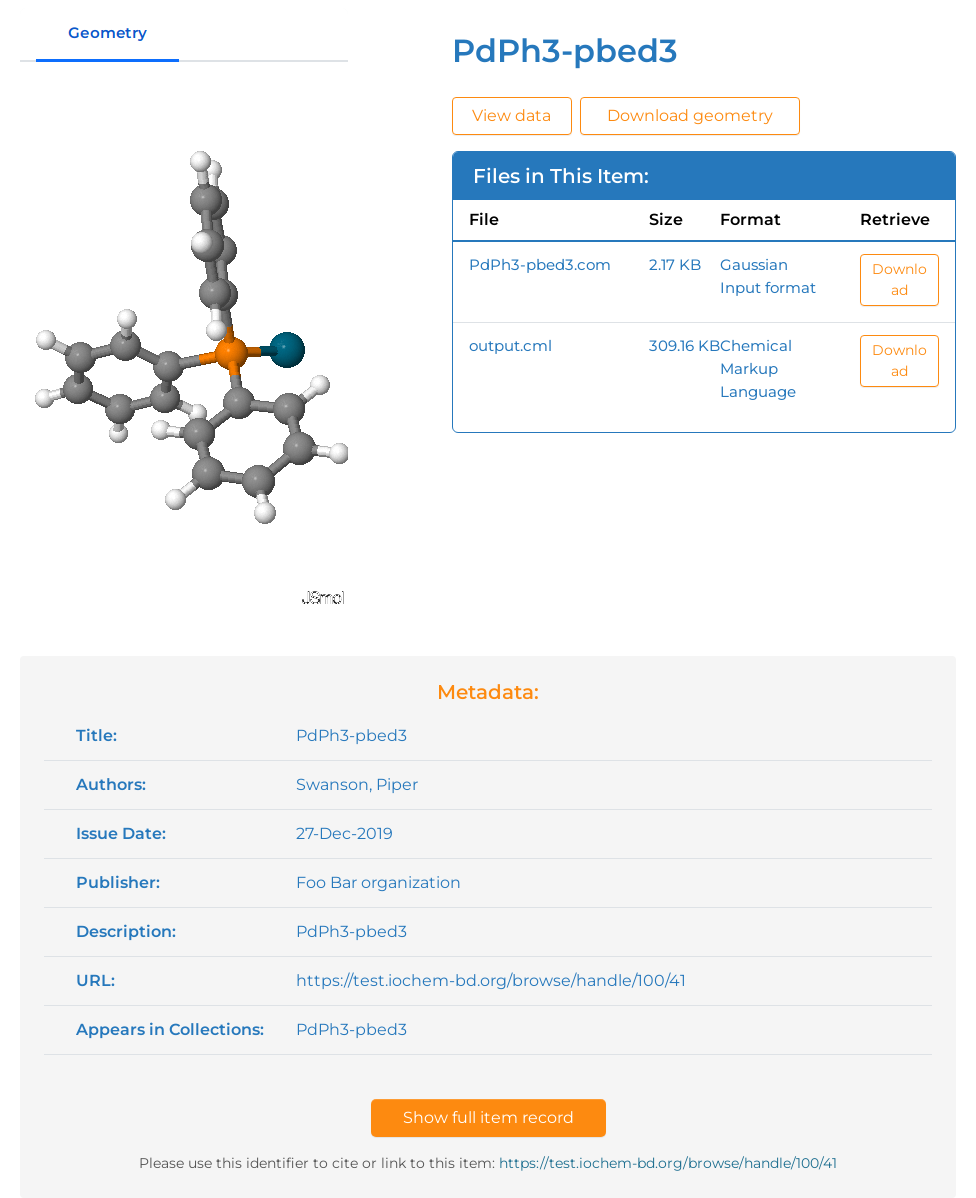 Geometry
PdPh3-pbed3
View data
Download geometry
Files in This Item:
File Size Format Retrieve
PdPh3-pbed3.com 2.17 KB Gaussian Downlo
Input format ad
output.cml 309.16 KB Chemical Downlo
Markup ad
Language
JSmol
Metadata:
Title: PdPh3-pbed3
Authors: Swanson, Piper
Issue Date: 27-Dec-2019
Publisher: Foo Bar organization
Description: PdPh3-pbed3
URL: https://test.iochem-bd.org/browse/handle/100/41
Appears in Collections: PdPh3-pbed3
Show full item record
Please use this identifier to cite or link to this item: https://test.iochem-bd.org/browse/handle/100/41